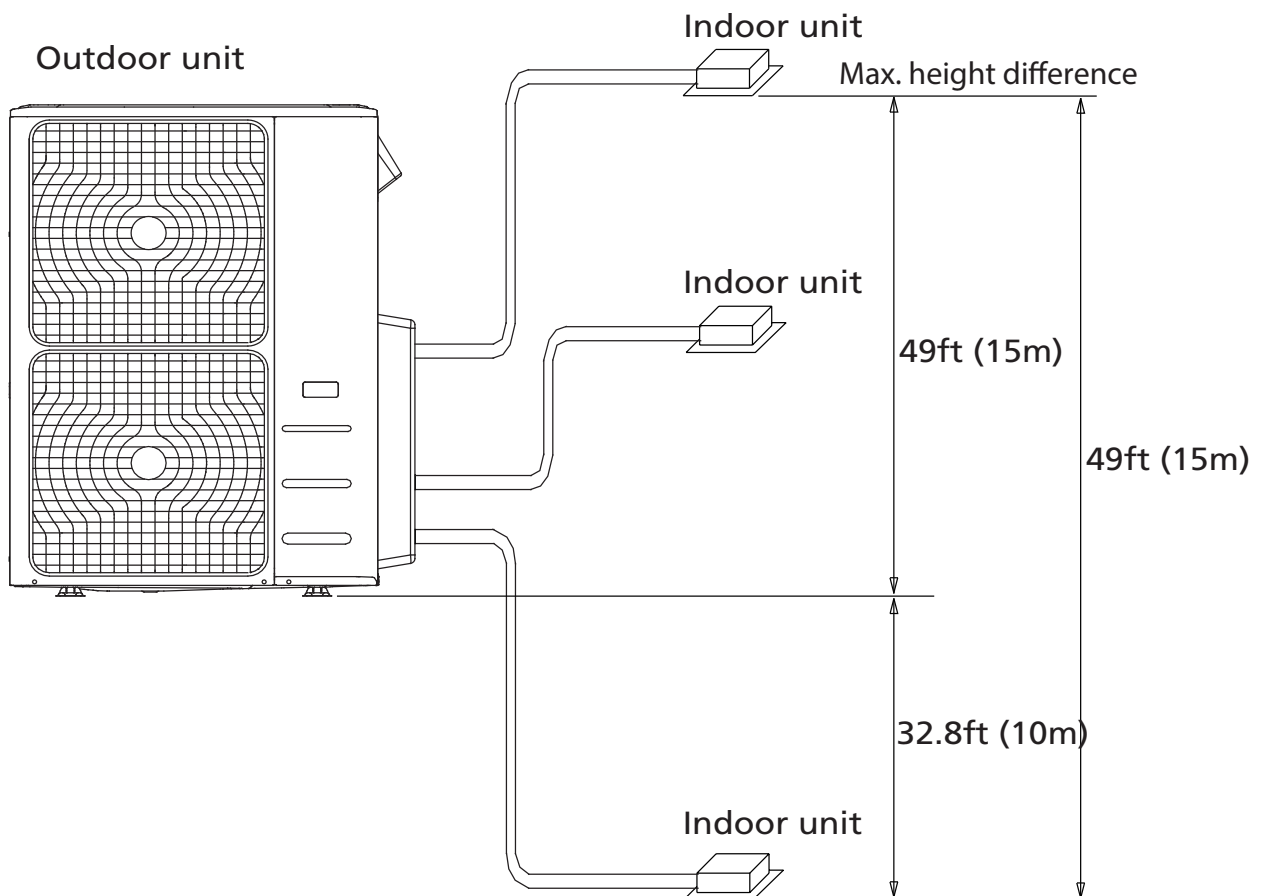 Indoor unit
Outdoor unit
Max. height difference
Indoor unit
49ft (15m)
49ft (15m)
32.8ft (10m)
Indoor unit